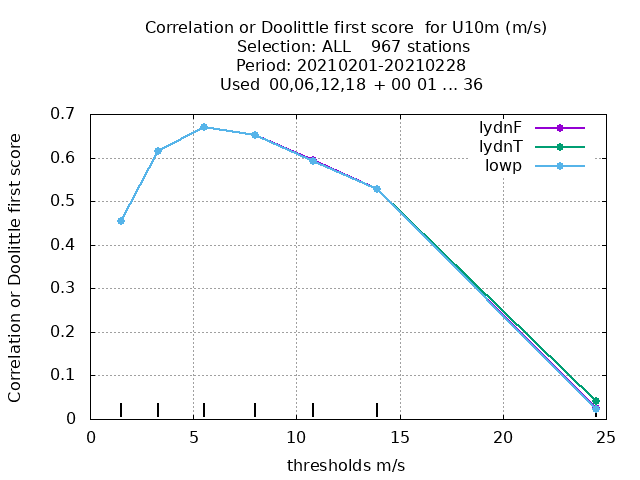 Correlation or Doolittle first score  for U10m (m/s)
Selection: ALL    967 stations
Period: 20210201-20210228
Used  00,06,12,18  + 00 01 ... 36
Correlation or Doolittle first score
0.7
0.6
0.5
0.4
0.3
0.2
0.1
0
lydnF
lydnT
lowp
0 5 10 15 20 25
thresholds m/s